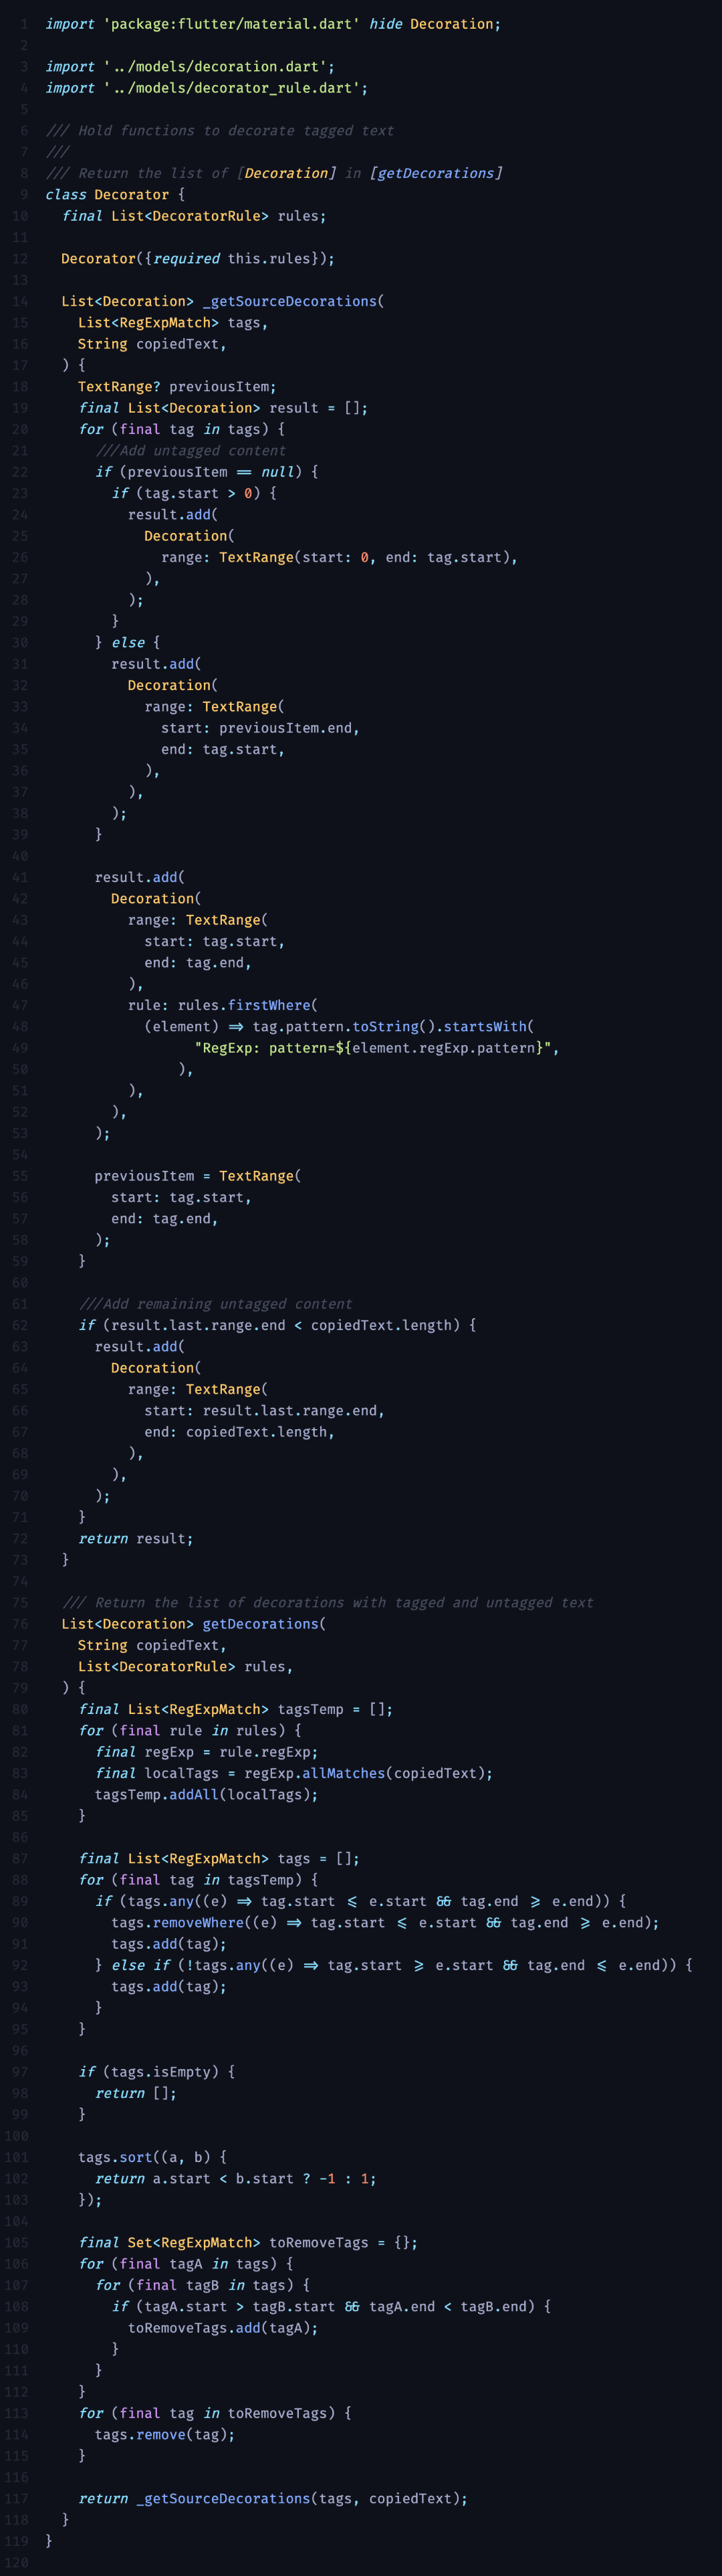 1 import 'package:flutter/material.dart' hide Decoration;
2
3 import '../models/decoration.dart';
4 import '../models/decorator_rule.dart';
5
6 /// Hold functions to decorate tagged text
7 ///
8 /// Return the list of [Decoration] in [getDecorations]
9 class Decorator {
10   final List<DecoratorRule> rules;
11
12   Decorator({required this.rules});
13
14   List<Decoration> _getSourceDecorations(
15     List<RegExpMatch> tags,
16     String copiedText,
17   ) {
18     TextRange? previousItem;
19     final List<Decoration> result = [];
20     for (final tag in tags) {
21       ///Add untagged content
22       if (previousItem == null) {
23         if (tag.start > 0) {
24           result.add(
25             Decoration(
26               range: TextRange(start: 0, end: tag.start),
27             ),
28           );
29         }
30       } else {
31         result.add(
32           Decoration(
33             range: TextRange(
34               start: previousItem.end,
35               end: tag.start,
36             ),
37           ),
38         );
39       }
40
41       result.add(
42         Decoration(
43           range: TextRange(
44             start: tag.start,
45             end: tag.end,
46           ),
47           rule: rules.firstWhere(
48             (element) => tag.pattern.toString().startsWith(
49                   "RegExp: pattern=${element.regExp.pattern}",
50                 ),
51           ),
52         ),
53       );
54
55       previousItem = TextRange(
56         start: tag.start,
57         end: tag.end,
58       );
59     }
60
61     ///Add remaining untagged content
62     if (result.last.range.end < copiedText.length) {
63       result.add(
64         Decoration(
65           range: TextRange(
66             start: result.last.range.end,
67             end: copiedText.length,
68           ),
69         ),
70       );
71     }
72     return result;
73   }
74
75   /// Return the list of decorations with tagged and untagged text
76   List<Decoration> getDecorations(
77     String copiedText,
78     List<DecoratorRule> rules,
79   ) {
80     final List<RegExpMatch> tagsTemp = [];
81     for (final rule in rules) {
82       final regExp = rule.regExp;
83       final localTags = regExp.allMatches(copiedText);
84       tagsTemp.addAll(localTags);
85     }
86
87     final List<RegExpMatch> tags = [];
88     for (final tag in tagsTemp) {
89       if (tags.any((e) => tag.start <= e.start && tag.end >= e.end)) {
90         tags.removeWhere((e) => tag.start <= e.start && tag.end >= e.end);
91         tags.add(tag);
92       } else if (!tags.any((e) => tag.start >= e.start && tag.end <= e.end)) {
93         tags.add(tag);
94       }
95     }
96
97     if (tags.isEmpty) {
98       return [];
99     }
100
101     tags.sort((a, b) {
102       return a.start < b.start ? -1 : 1;
103     });
104
105     final Set<RegExpMatch> toRemoveTags = {};
106     for (final tagA in tags) {
107       for (final tagB in tags) {
108         if (tagA.start > tagB.start && tagA.end < tagB.end) {
109           toRemoveTags.add(tagA);
110         }
111       }
112     }
113     for (final tag in toRemoveTags) {
114       tags.remove(tag);
115     }
116
117     return _getSourceDecorations(tags, copiedText);
118   }
119 }
120